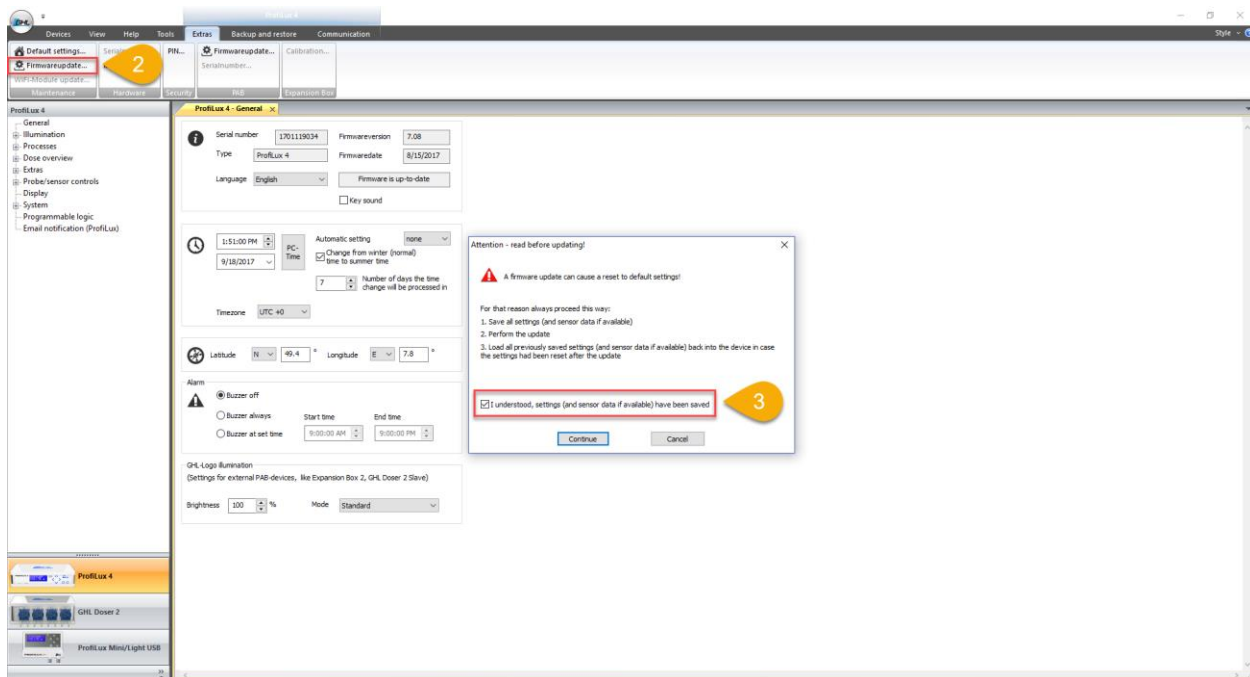 GHL
ProfiLux 4
Devices View Help Tools Extras Backup and restore Communication
Style
Default settings...
Firmwareupdate...
WiFi-Module update...
Maintenance
2
Hardware
PIN...
Security
Firmwareupdate...
Serialnumber...
PAB
Calibration...
Expansion Box
ProfiLux 4
General
Illumination
Processes
Dose overview
Extras
Probe/sensor controls
Display
System
Programmable logic
Email notification (ProfiLux)
ProfiLux 4 - General
Serial number 1701119034 Firmwareversion 7.08
Type ProfiLux 4 Firmwaredate 8/15/2017
Language English Firmware is up-to-date
Key sound
1:51:00 PM
9/18/2017
PC-
Time
Automatic setting none
Change from winter (normal)
time to summer time
7 Number of days the time
change will be processed in
Timezone UTC +0
Latitude N 49.4 ° Longitude E 7.8 °
Alarm
Buzzer off
Buzzer always
Buzzer at set time
Start time End time
9:00:00 AM 9:00:00 PM
GHL-Logo illumination
(Settings for external PAB-devices, like Expansion Box 2, GHL Doser 2 Slave)
Brightness 100 % Mode Standard
Attention - read before updating!
A firmware update can cause a reset to default settings!
For that reason always proceed this way:
1. Save all settings (and sensor data if available)
2. Perform the update
3. Load all previously saved settings (and sensor data if available) back into the device in case
the settings had been reset after the update
I understood, settings (and sensor data if available) have been saved
3
Continue Cancel
ProfiLux 4
GHL Doser 2
ProfiLux Mini/Light USB